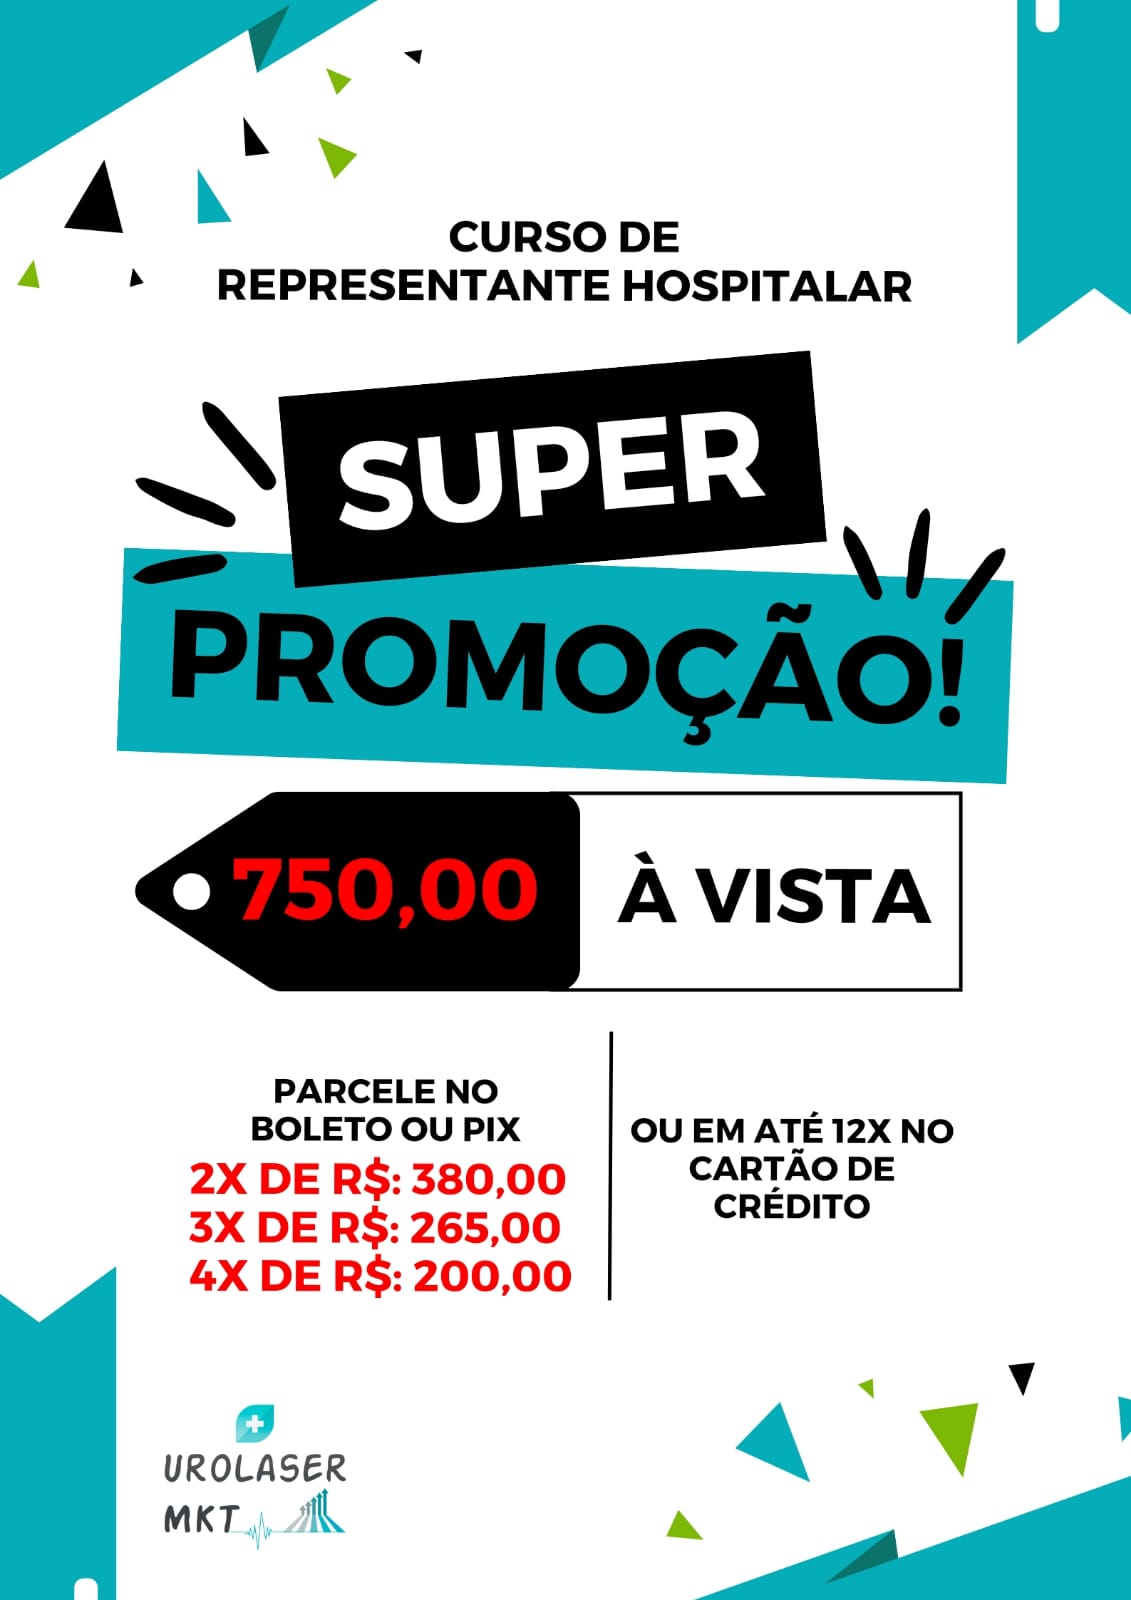 CURSO DE
REPRESENTANTE HOSPITALAR
SUPER
PROMOÇÃO!
750,00
À VISTA
PARCELE NO
BOLETO OU PIX
2X DE R$: 380,00
3X DE R$: 265,00
4X DE R$: 200,00
OU EM ATÉ 12X NO
CARTÃO DE
CRÉDITO
UROLASER
MKT